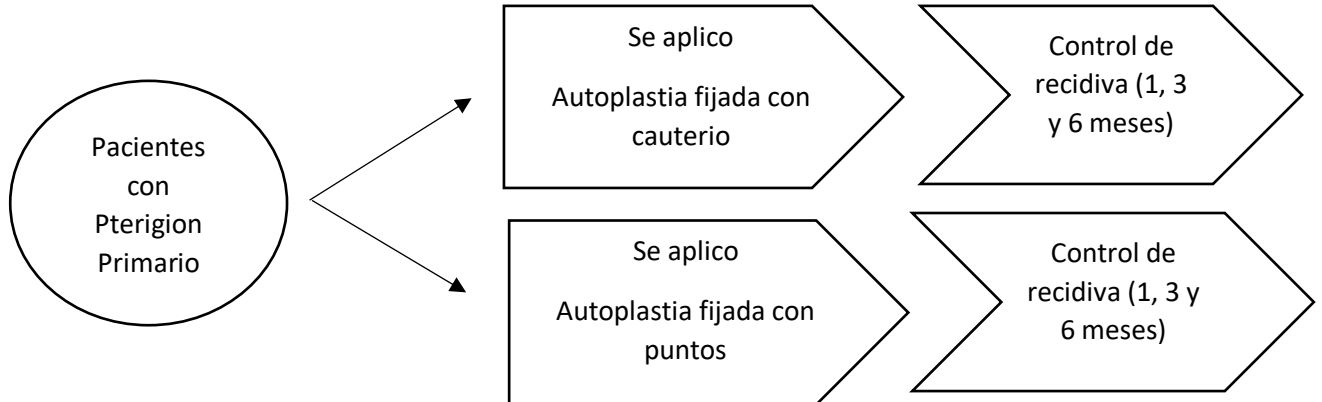 Pacientes
con
Pterigion
Primario
Se aplico
Autoplastia fijada con
cauterio
Control de
recidiva (1, 3
y 6 meses)
Se aplico
Autoplastia fijada con
puntos
Control de
recidiva (1, 3 y
6 meses)